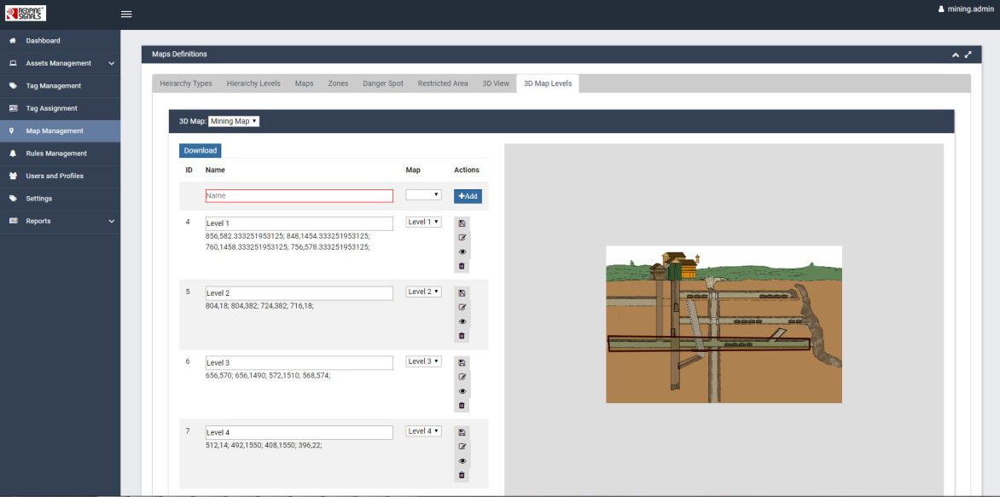 REDPINE SIGNALS
mining.admin
Dashboard
Assets Management
Tag Management
Tag Assignment
Map Management
Rules Management
Users and Profiles
Settings
Reports
Maps Definitions
Heirarchy Types Hierarchy Levels Maps Zones Danger Spot Restricted Area 3D View 3D Map Levels
3D Map: Mining Map
Download
ID Name Map Actions
Name +Add
4 Level 1 Level 1
856,582.333251953125; 848,1454.333251953125;
760,1458.333251953125; 756,578.333251953125;
5 Level 2 Level 2
804,18; 804,382; 724,382; 716,18;
6 Level 3 Level 3
656,570; 656,1490; 572,1510; 568,574;
7 Level 4 Level 4
512,14; 492,1550; 408,1550; 396,22;